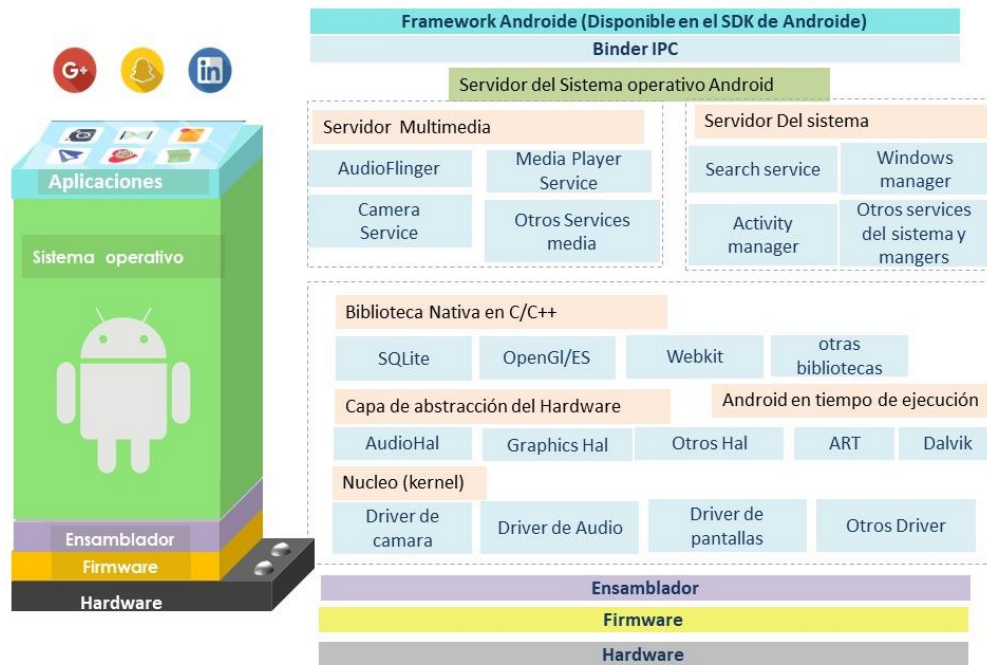 G+
in
Aplicaciones
Sistema operativo
Ensamblador
Firmware
Hardware
Framework Androide (Disponible en el SDK de Androide)
Binder IPC
Servidor del Sistema operativo Android
Servidor Multimedia
AudioFlinger
Media Player
Service
Camera
Service
Otros Services
media
Servidor Del sistema
Search service
Windows
manager
Activity
manager
Otros services
del sistema y
mangers
Biblioteca Nativa en C/C++
SQLite
OpenGl/ES
Webkit
otras
bibliotecas
Capa de abstracción del Hardware
Android en tiempo de ejecución
AudioHal
Graphics Hal
Otros Hal
ART
Dalvik
Nucleo (kernel)
Driver de
camara
Driver de Audio
Driver de
pantallas
Otros Driver
Ensamblador
Firmware
Hardware